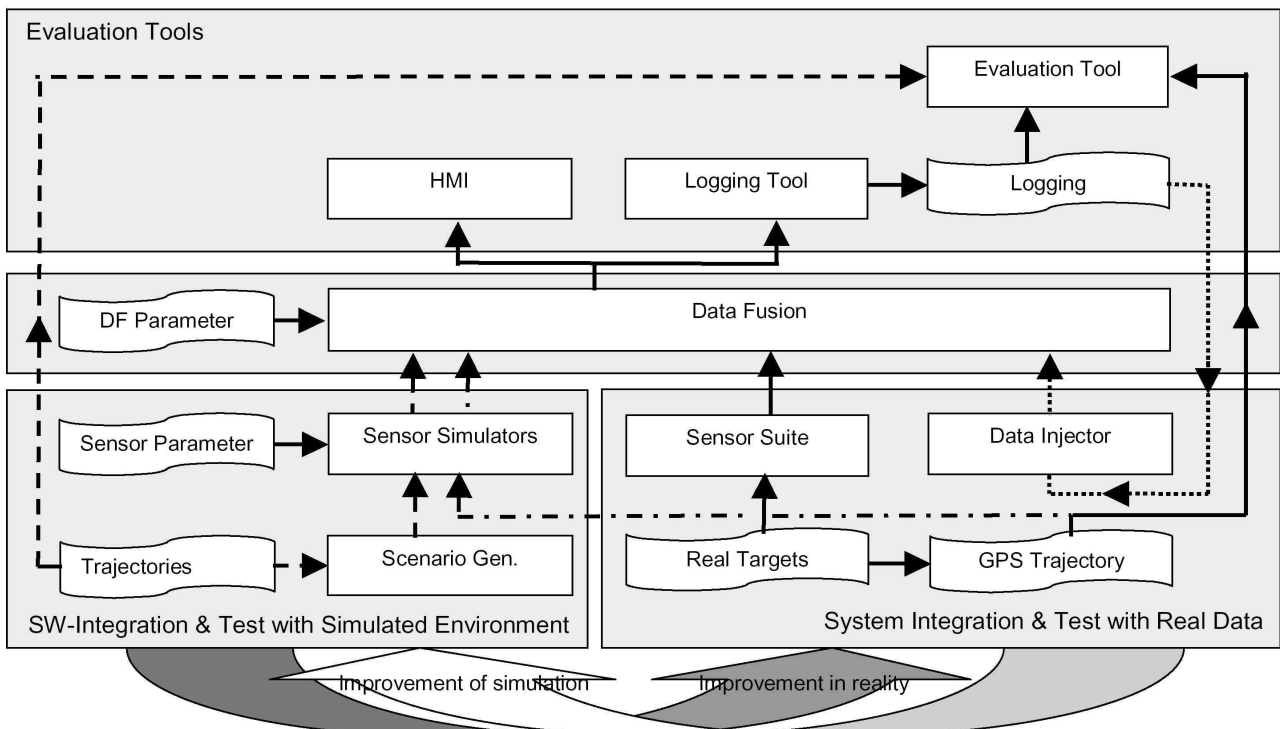 Evaluation Tools
Evaluation Tool
HMI
Logging Tool
Logging
DF Parameter
Data Fusion
Sensor Parameter
Sensor Simulators
Sensor Suite
Data Injector
Trajectories
Scenario Gen.
Real Targets
GPS Trajectory
SW-Integration & Test with Simulated Environment
System Integration & Test with Real Data
Improvement of simulation
Improvement in reality